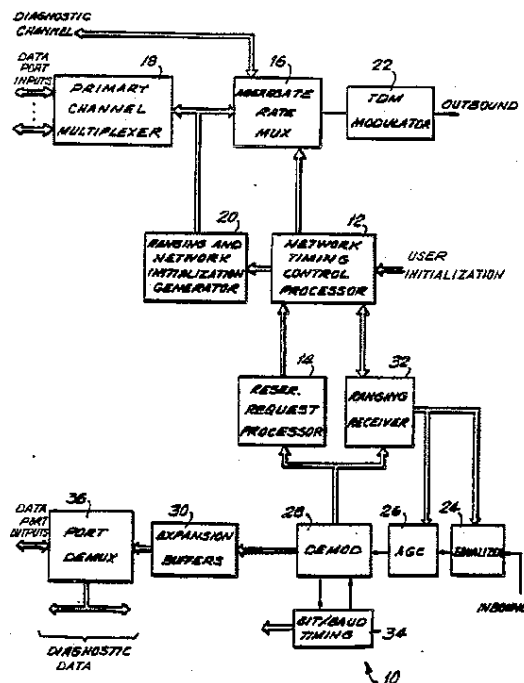 DIAGNOSTIC
CHANNEL
DATA
PORT
INPUTS
18
PRIMARY
CHANNEL
MULTIPLEXER
16
AGGREGATE
RATE
MUX
22
TDM
MODULATOR
OUTBOUND
20
RANGING AND
NETWORK
INITIALIZATION
GENERATOR
12
NETWORK
TIMING
CONTROL
PROCESSOR
USER
INITIALIZATION
14
RESER.
REQUEST
PROCESSOR
32
RANGING
RECEIVER
DATA
PORT
OUTPUTS
36
PORT
DEMUX
30
EXPANSION
BUFFERS
28
DEMOD
26
AGC
24
EQUALIZER
INBOUND
BIT/BAUD
TIMING
34
DIAGNOSTIC
DATA
10